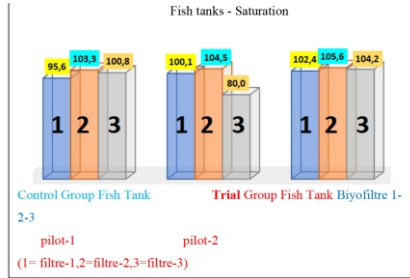 Fish tanks - Saturation
95,6 103,3 100,8 100,1 104,5 80,0 102,4 105,6 104,2
1 2 3 1 2 3 1 2 3
Control Group Fish Tank Trial Group Fish Tank Biyofiltre 1-
2-3
pilot-1 pilot-2
(1= filtre-1,2=filtre-2,3=filtre-3)